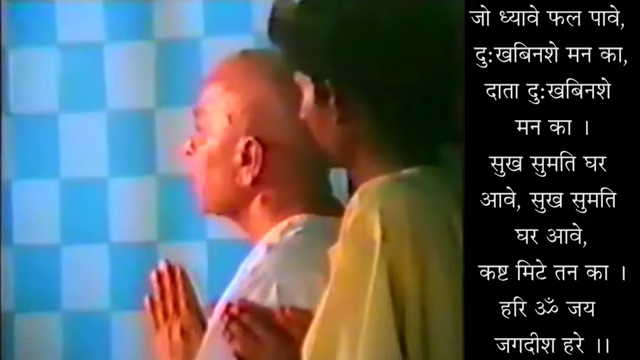 जो ध्यावे फल पावे,
दुःखबिनशे मन का,
दाता दुःखबिनशे
मन का ।
सुख सुमति घर
आवे, सुख सुमति
घर आवे,
कष्ट मिटे तन का ।
हरि ॐ जय
जगदीश हरे ।।